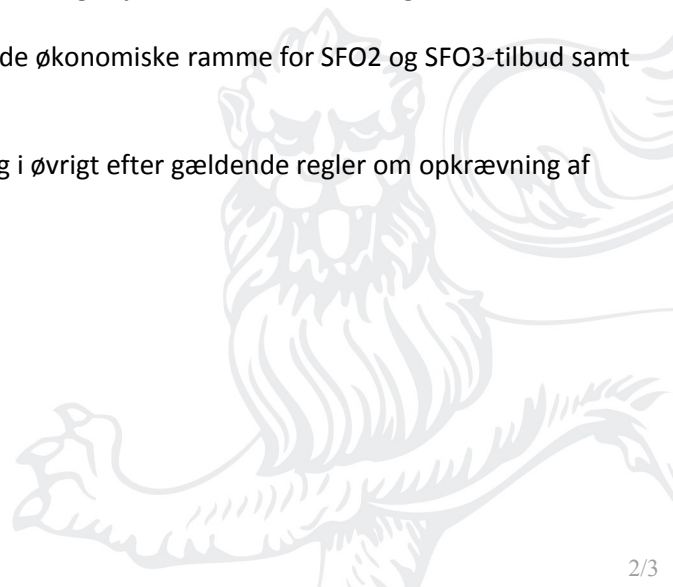 de økonomiske ramme for SFO2 og SFO3-tilbud samt
g i øvrigt efter gældende regler om opkrævning af
2/3